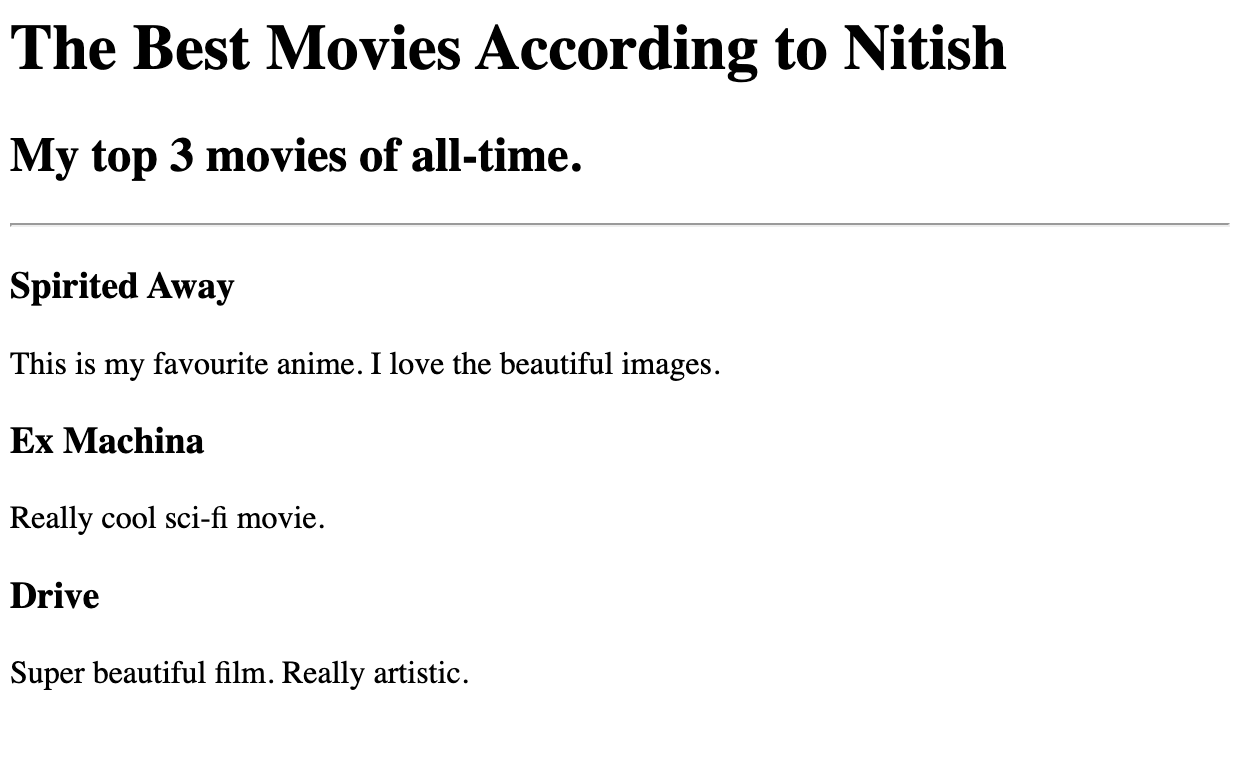 The Best Movies According to Nitish
My top 3 movies of all-time.
Spirited Away
This is my favourite anime. I love the beautiful images.
Ex Machina
Really cool sci-fi movie.
Drive
Super beautiful film. Really artistic.